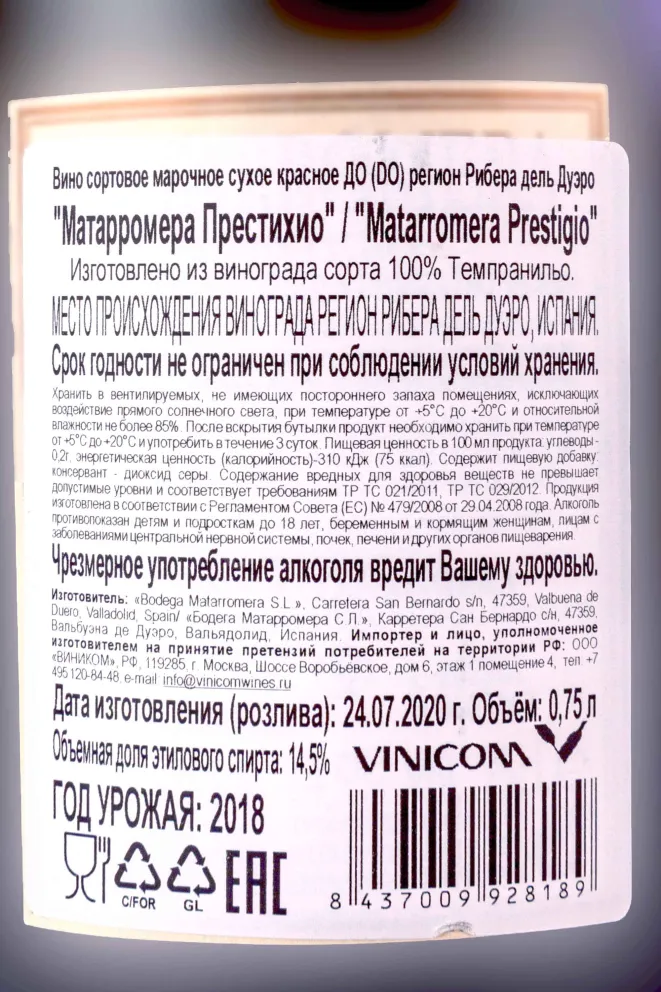 Вино сортовое марочное сухое красное ДО (DO) регион Рибера дель Дуэро
"Матарромера Престихио" / "Matarromera Prestigio"
Изготовлено из винограда сорта 100% Темпранильо.
МЕСТО ПРОИСХОЖДЕНИЯ ВИНОГРАДА РЕГИОН РИБЕРА ДЕЛЬ ДУЭРО, ИСПАНИЯ.
Срок годности не ограничен при соблюдении условий хранения.
Хранить в вентилируемых, не имеющих постороннего запаха помещениях, исключающих
воздействие прямого солнечного света, при температуре от +5°С до +20°С и относительной
влажности не более 85%. После вскрытия бутылки продукт необходимо хранить при температуре
от +5°С до +20°С и употребить в течение 3 суток. Пищевая ценность в 100 мл продукта: углеводы-
0,2г, энергетическая ценность (калорийность)-310 кДж (75 ккал). Содержит пищевую добавку:
консервант - диоксид серы. Содержание вредных для здоровья веществ не превышает
допустимые уровни и соответствует требованиям ТР ТС 021/2011, ТР ТС 029/2012. Продукция
изготовлена в соответствии с Регламентом Совета (ЕС) № 479/2008 от 29.04.2008 года. Алкоголь
противопоказан детям и подросткам до 18 лет, беременным и кормящим женщинам, лицам с
заболеваниями центральной нервной системы, почек, печени и других органов пищеварения.
Чрезмерное употребление алкоголя вредит Вашему здоровью.
Изготовитель: «Bodega Matarromera S.L.», Carretera San Bernardo s/n, 47359, Valbuena de
Duero, Valladolid, Spain/ «Бодега Матарромера С.Л.», Карретера Сан Бернардо с/н, 47359,
Вальбуэна де Дуэро, Вальядолид, Испания. Импортер и лицо, уполномоченное
изготовителем на принятие претензий потребителей на территории РФ: ООО
«ВИНИКОМ», РФ, 119285, г. Москва, Шоссе Воробьёвское, дом 6, этаж 1 помещение 4, тел. +7
495 120-84-48, e-mail: info@vinicomwines.ru
Дата изготовления (розлива): 24.07.2020 г. Объём: 0,75 л
Объемная доля этилового спирта: 14,5%
VINICOM
ГОД УРОЖАЯ: 2018
C/FOR GL EAC
8 437009 928189